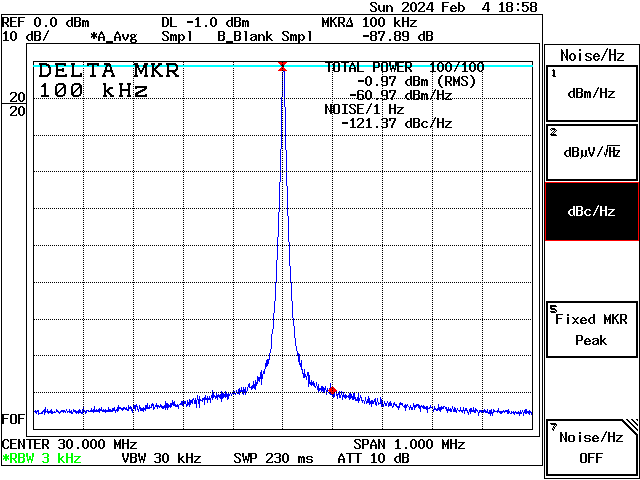 Sun 2024 Feb 4 18:58
REF 0.0 dBm DL -1.0 dBm MKRΔ 100 kHz
10 dB/ *A_Avg Smpl B_Blank Smpl -87.89 dB
DELTA MKR
100 kHz
TOTAL POWER 100/100
-0.97 dBm (RMS)
-60.97 dBm/Hz
NOISE/1 Hz
-121.37 dBc/Hz
20
20
FOF
CENTER 30.000 MHz SPAN 1.000 MHz
*RBW 3 kHz VBW 30 kHz SWP 230 ms ATT 10 dB
Noise/Hz
1
dBm/Hz
2
dBμV/√Hz
dBc/Hz
5
Fixed MKR
Peak
7
Noise/Hz
OFF